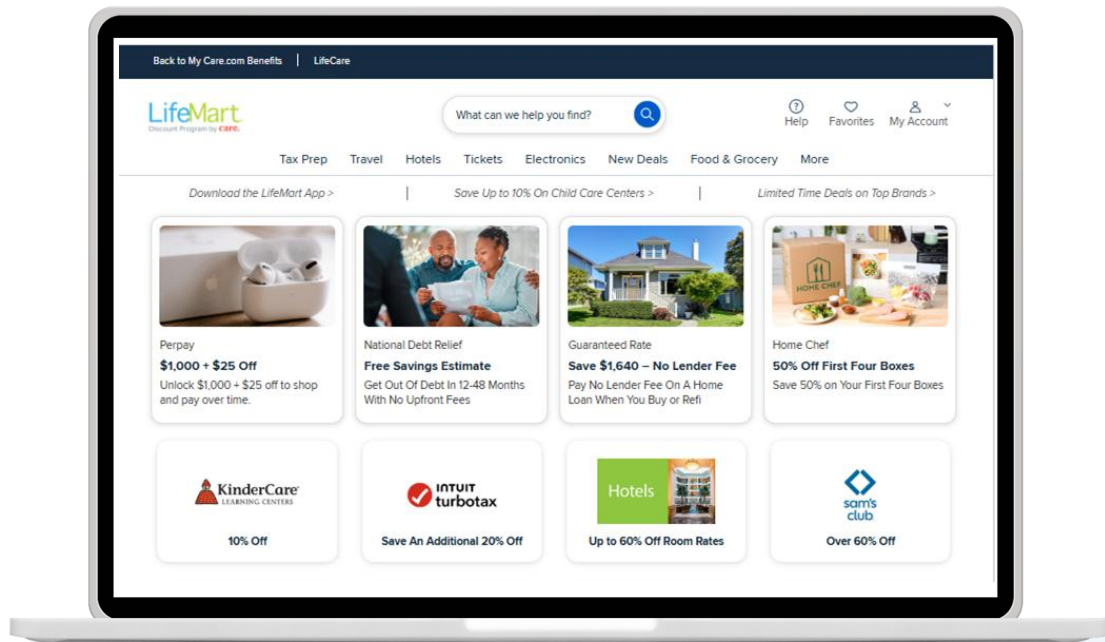 Back to My Care.com Benefits | LifeCare
LifeMart
Discount Program by care.
What can we help you find?
Help Favorites My Account
Tax Prep Travel Hotels Tickets Electronics New Deals Food & Grocery More
Download the LifeMart App > | Save Up to 10% On Child Care Centers > | Limited Time Deals on Top Brands >
HOME CHEF
Perpay
$1,000 + $25 Off
Unlock $1,000 + $25 off to shop
and pay over time.
National Debt Relief
Free Savings Estimate
Get Out Of Debt In 12-48 Months
With No Upfront Fees
Guaranteed Rate
Save $1,640 – No Lender Fee
Pay No Lender Fee On A Home
Loan When You Buy or Refi
Home Chef
50% Off First Four Boxes
Save 50% on Your First Four Boxes
KinderCare
LEARNING CENTERS
10% Off
INTUIT
turbotax
Save An Additional 20% Off
Hotels
Up to 60% Off Room Rates
sam's
club
Over 60% Off